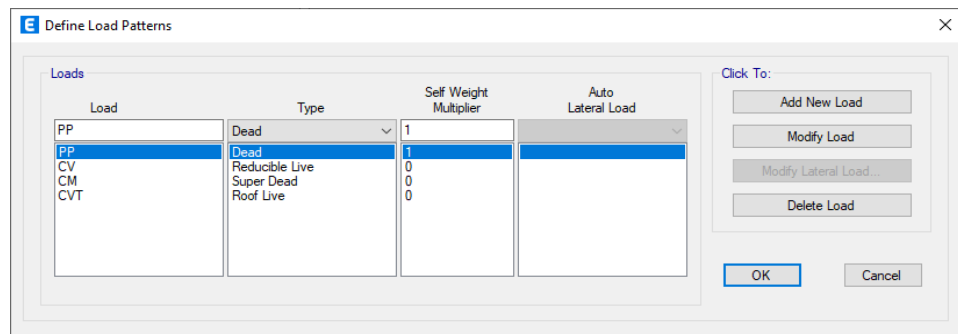 E Define Load Patterns
Loads
Click To:
Load Type Self Weight Multiplier Auto Lateral Load
PP Dead 1
PP Dead 1
CV Reducible Live 0
CM Super Dead 0
CVT Roof Live 0
Add New Load
Modify Load
Modify Lateral Load...
Delete Load
OK Cancel